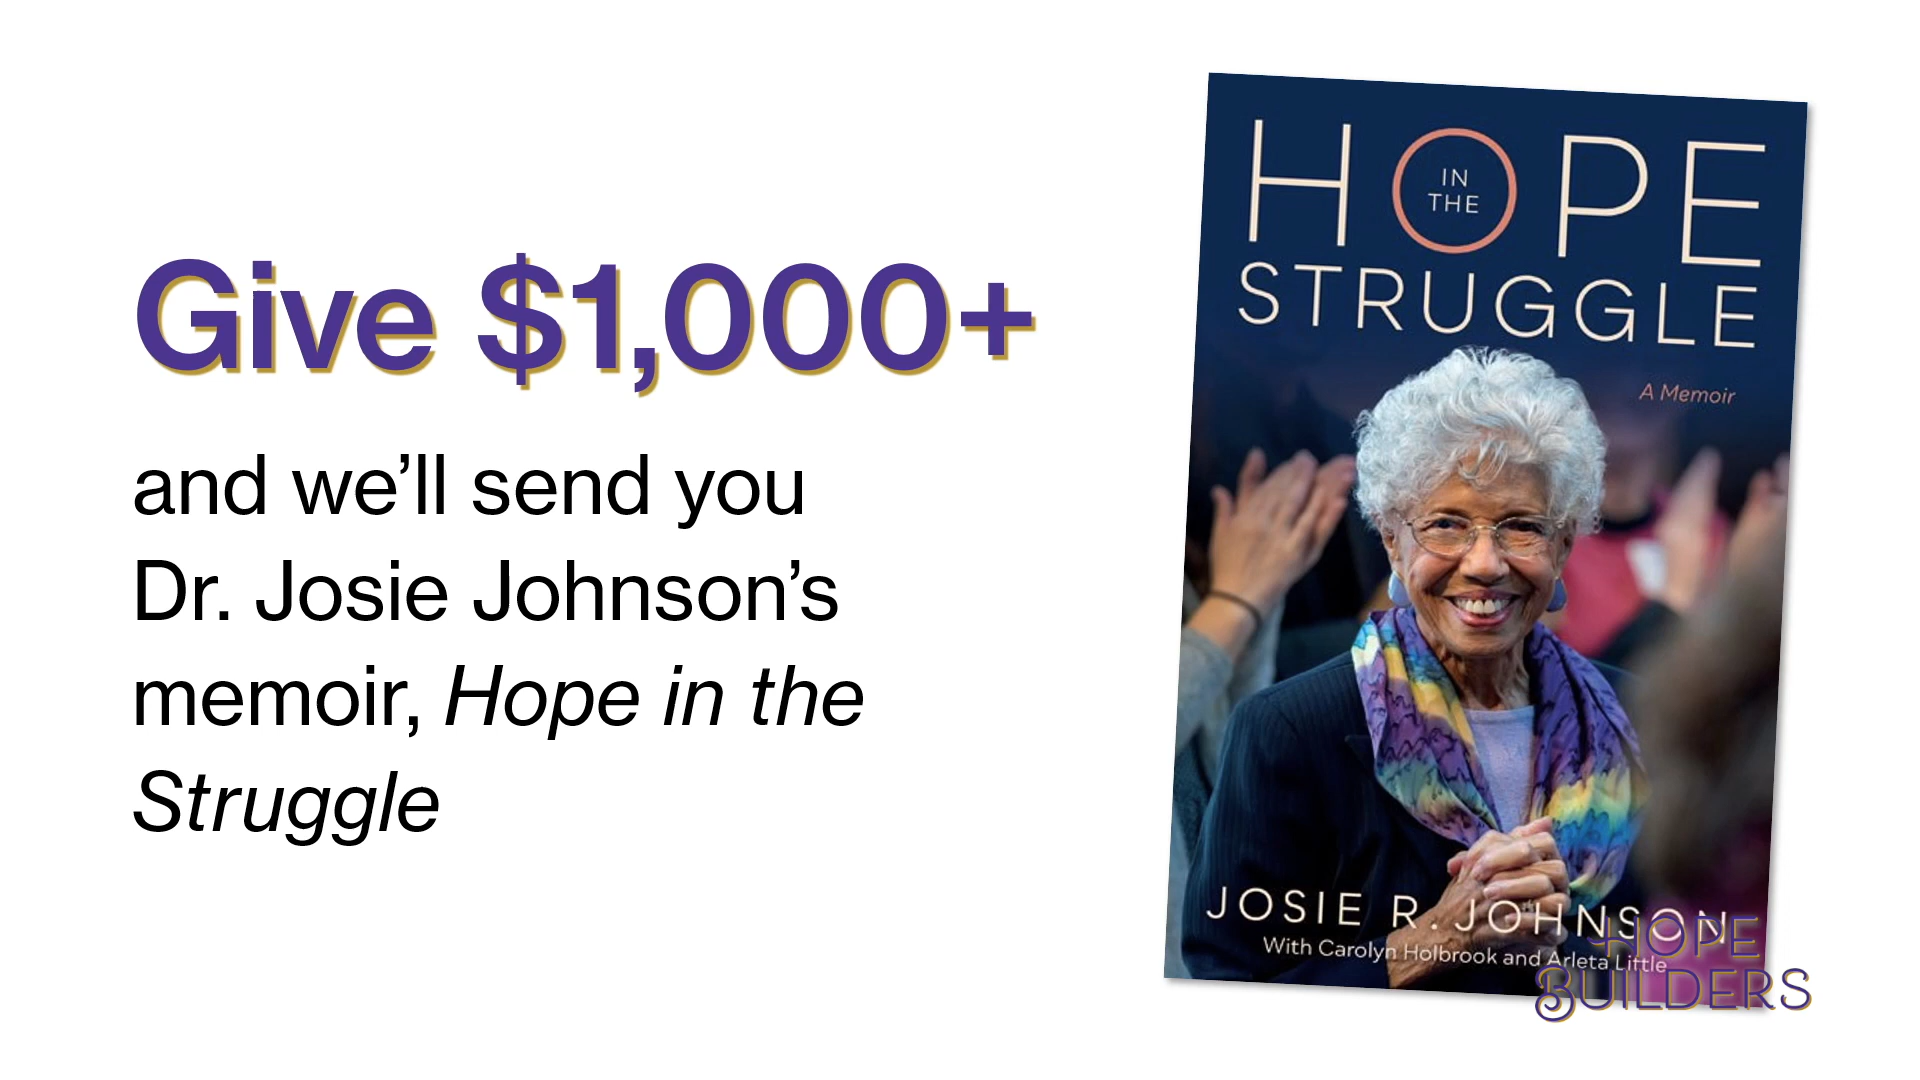 Give $1,000+
and we’ll send you
Dr. Josie Johnson’s
memoir, Hope in the
Struggle
HOPE
IN
THE
STRUGGLE
A Memoir
JOSIE R. JOHNSON
With Carolyn Holbrook and Arleta Little
HOPE
BUILDERS